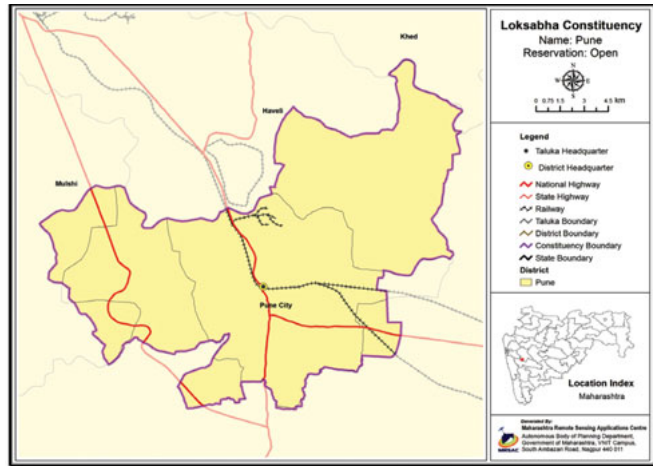 Loksabha Constituency
Name: Pune
Reservation: Open
N
W E
S
0 0.75 1.5 3 4.5 km
Legend
Taluka Headquarter
District Headquarter
National Highway
State Highway
Railway
Taluka Boundary
District Boundary
Constituency Boundary
State Boundary
District
Pune
Location Index
Maharashtra
Generated By:
Maharashtra Remote Sensing Applications Centre
Autonomous Body of Planning Department,
Government of Maharashtra, VNIT Campus,
South Ambazari Road, Nagpur 440 011
MRSAC
Khed
Haveli
Mulshi
Pune City